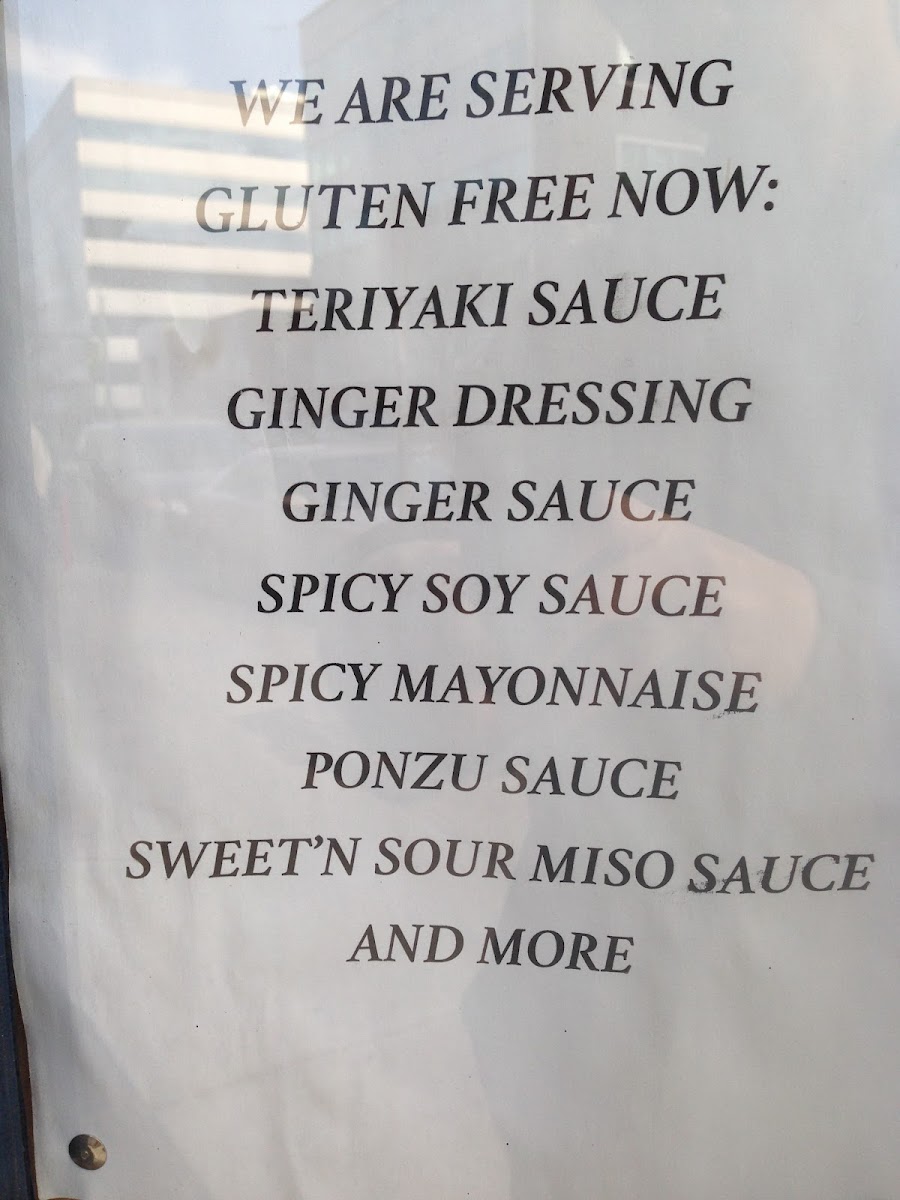 WE ARE SERVING
GLUTEN FREE NOW:
TERIYAKI SAUCE
GINGER DRESSING
GINGER SAUCE
SPICY SOY SAUCE
SPICY MAYONNAISE
PONZU SAUCE
SWEET'N SOUR MISO SAUCE
AND MORE